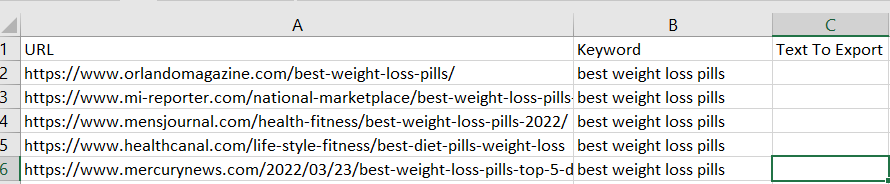 A B C
1 URL Keyword Text To Export
2 https://www.orlandomagazine.com/best-weight-loss-pills/ best weight loss pills
3 https://www.mi-reporter.com/national-marketplace/best-weight-loss-pills- best weight loss pills
4 https://www.mensjournal.com/health-fitness/best-weight-loss-pills-2022/ best weight loss pills
5 https://www.healthcanal.com/life-style-fitness/best-diet-pills-weight-loss best weight loss pills
6 https://www.mercurynews.com/2022/03/23/best-weight-loss-pills-top-5-d best weight loss pills